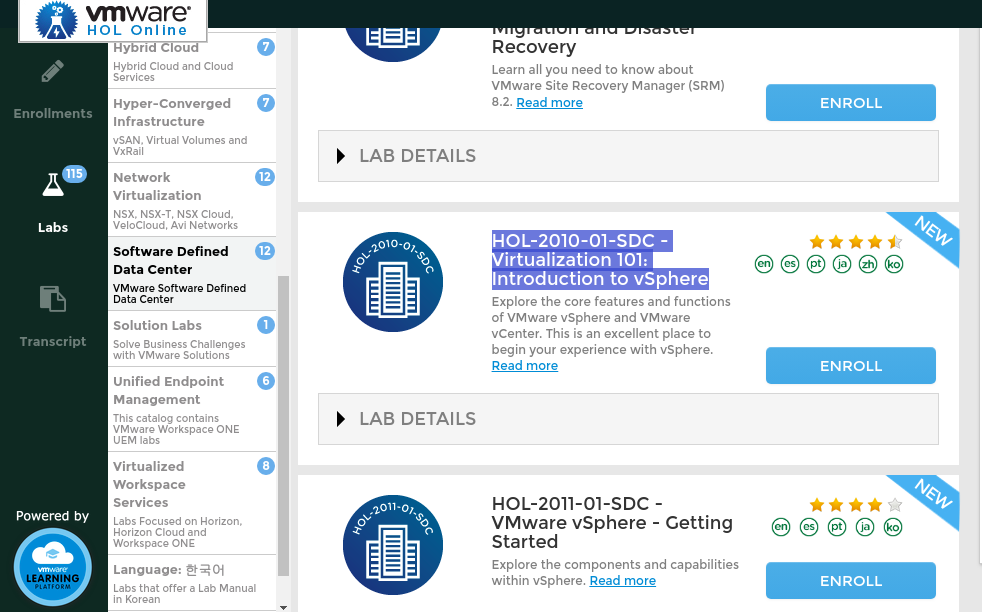 vmware®
HOL Online
Enrollments
115
Labs
Transcript
Powered by
vmware
LEARNING
PLATFORM
Hybrid Cloud
7
Hybrid Cloud and Cloud
Services
Hyper-Converged
Infrastructure
7
vSAN, Virtual Volumes and
VxRail
Network
Virtualization
12
NSX, NSX-T, NSX Cloud,
VeloCloud, Avi Networks
Software Defined
Data Center
12
VMware Software Defined
Data Center
Solution Labs
1
Solve Business Challenges
with VMware Solutions
Unified Endpoint
Management
6
This catalog contains
VMware Workspace ONE
UEM labs
Virtualized
Workspace
Services
8
Labs Focused on Horizon,
Horizon Cloud and
Workspace ONE
Language: 한국어
Labs that offer a Lab Manual
in Korean
Migration and Disaster
Recovery
Learn all you need to know about
VMware Site Recovery Manager (SRM)
8.2. Read more
ENROLL
LAB DETAILS
HOL-2010-01-SDC
HOL-2010-01-SDC -
Virtualization 101:
Introduction to vSphere
Explore the core features and functions
of VMware vSphere and VMware
vCenter. This is an excellent place to
begin your experience with vSphere.
Read more
NEW
en es pt ja zh ko
ENROLL
LAB DETAILS
HOL-2011-01-SDC
HOL-2011-01-SDC -
VMware vSphere - Getting
Started
Explore the components and capabilities
within vSphere. Read more
NEW
en es pt ja ko
ENROLL